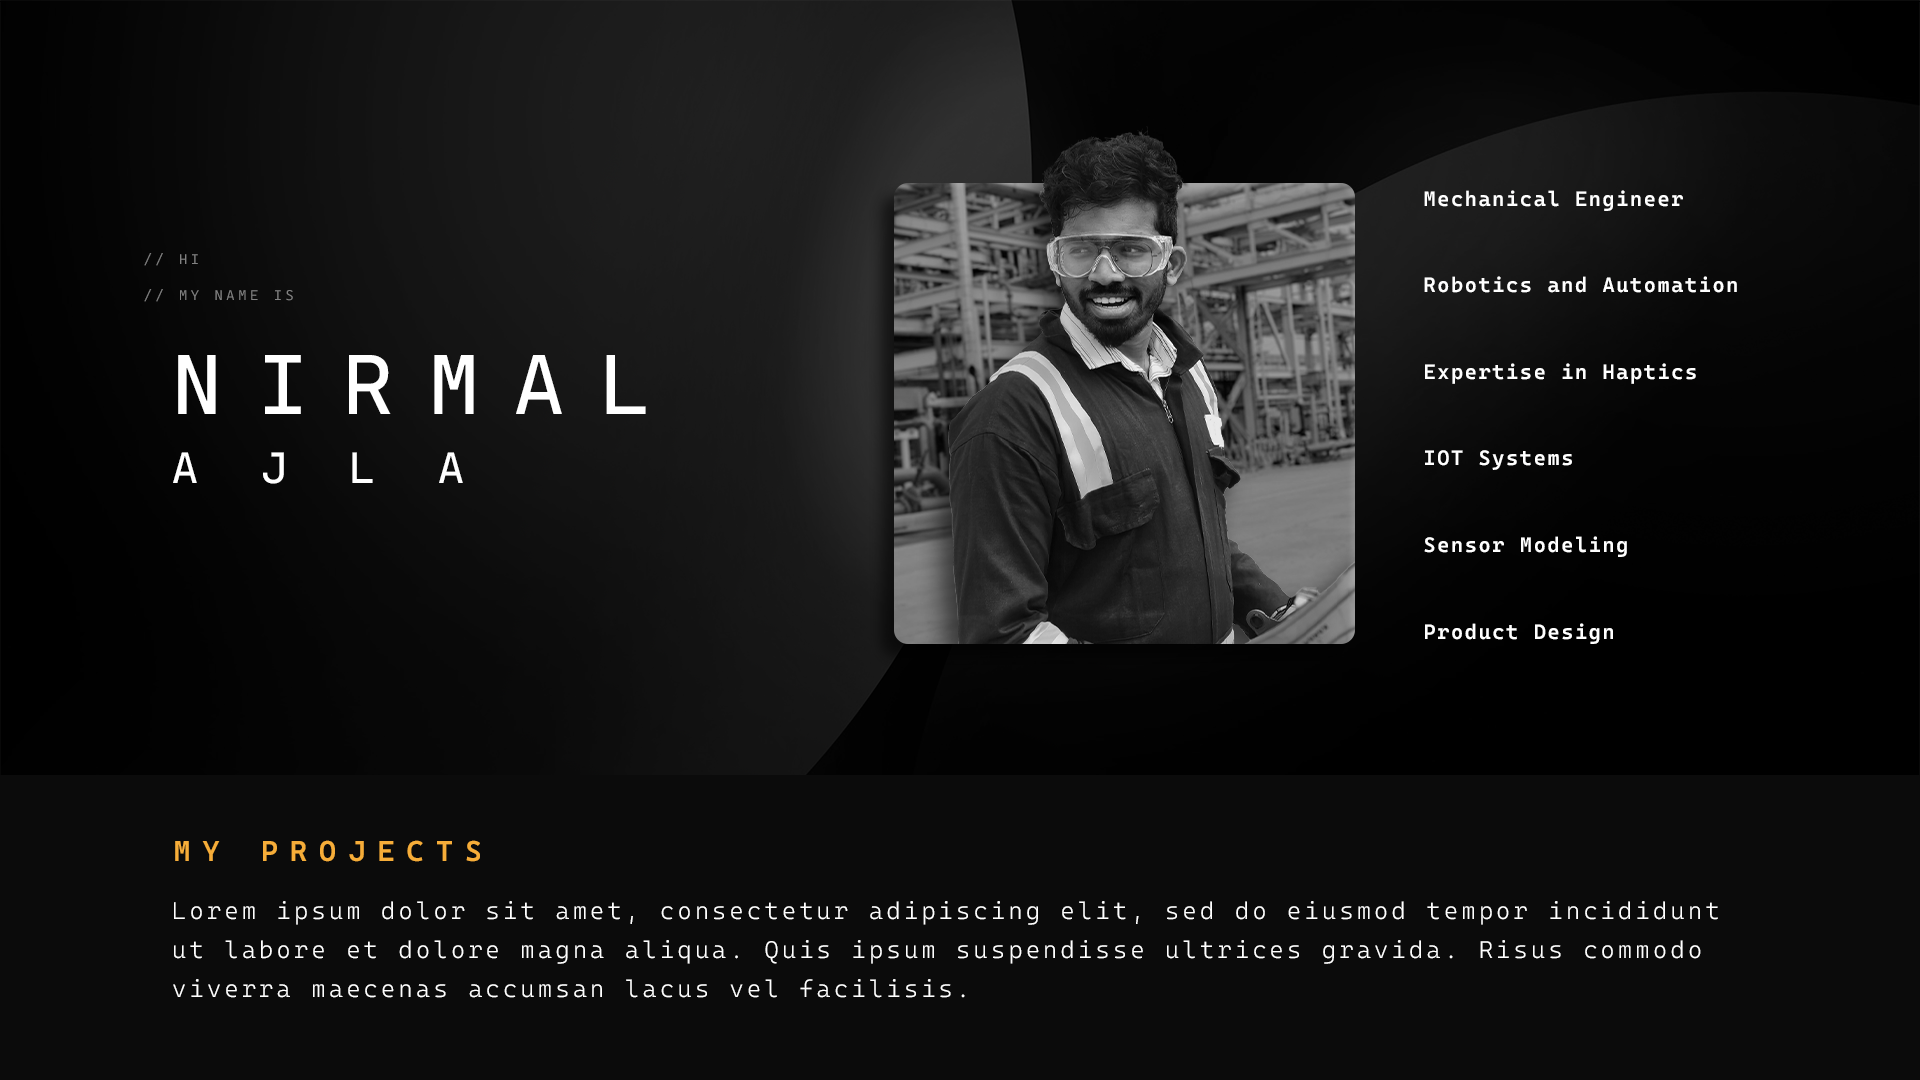 // HI
// MY NAME IS
NIRMAL
AJLA
Mechanical Engineer
Robotics and Automation
Expertise in Haptics
IOT Systems
Sensor Modeling
Product Design
MY PROJECTS
Lorem ipsum dolor sit amet, consectetur adipiscing elit, sed do eiusmod tempor incididunt
ut labore et dolore magna aliqua. Quis ipsum suspendisse ultrices gravida. Risus commodo
viverra maecenas accumsan lacus vel facilisis.